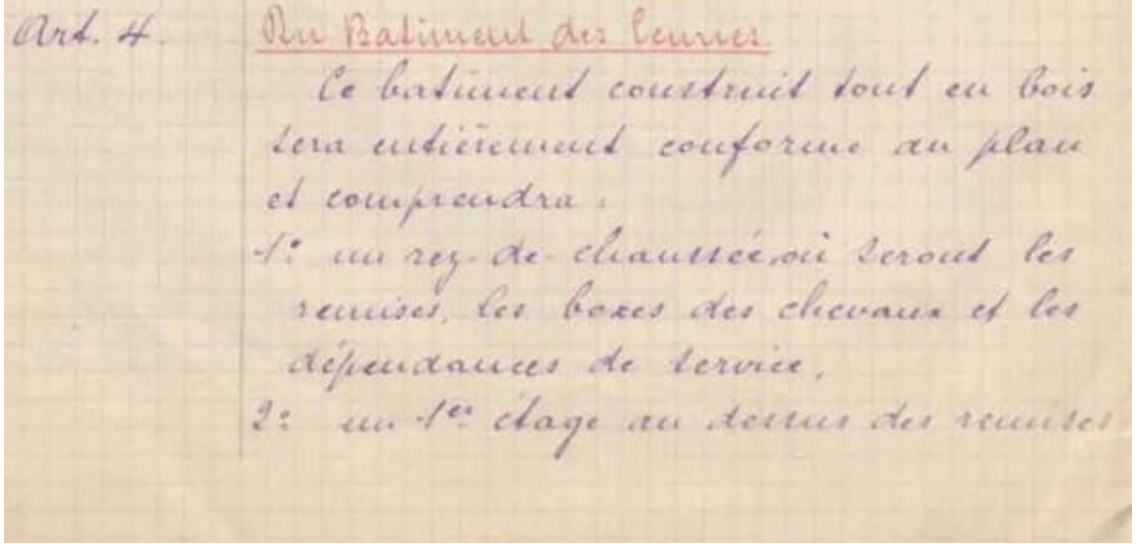 Art. 4. Du Batiment des Ecuries
Ce batiment construit tout en bois
sera entièrement conforme au plan
et comprendra :
1º un rez-de-chaussée, où seront les
remises, les boxes des chevaux et les
dépendances de service.
2º un 1er étage au dessus des remises